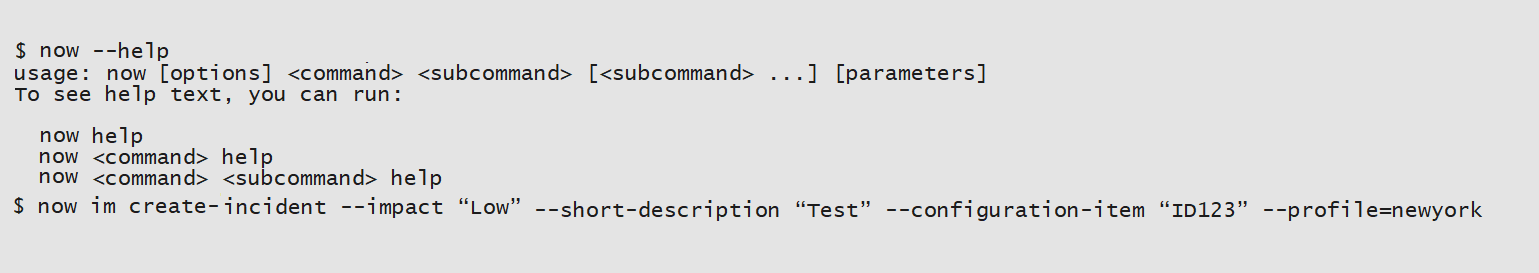 $ now --help
usage: now [options] <command> <subcommand> [<subcommand> ...] [parameters]
To see help text, you can run:
now help
now <command> help
now <command> <subcommand> help
$ now im create-incident --impact “Low” --short-description “Test” --configuration-item “ID123” --profile=newyork